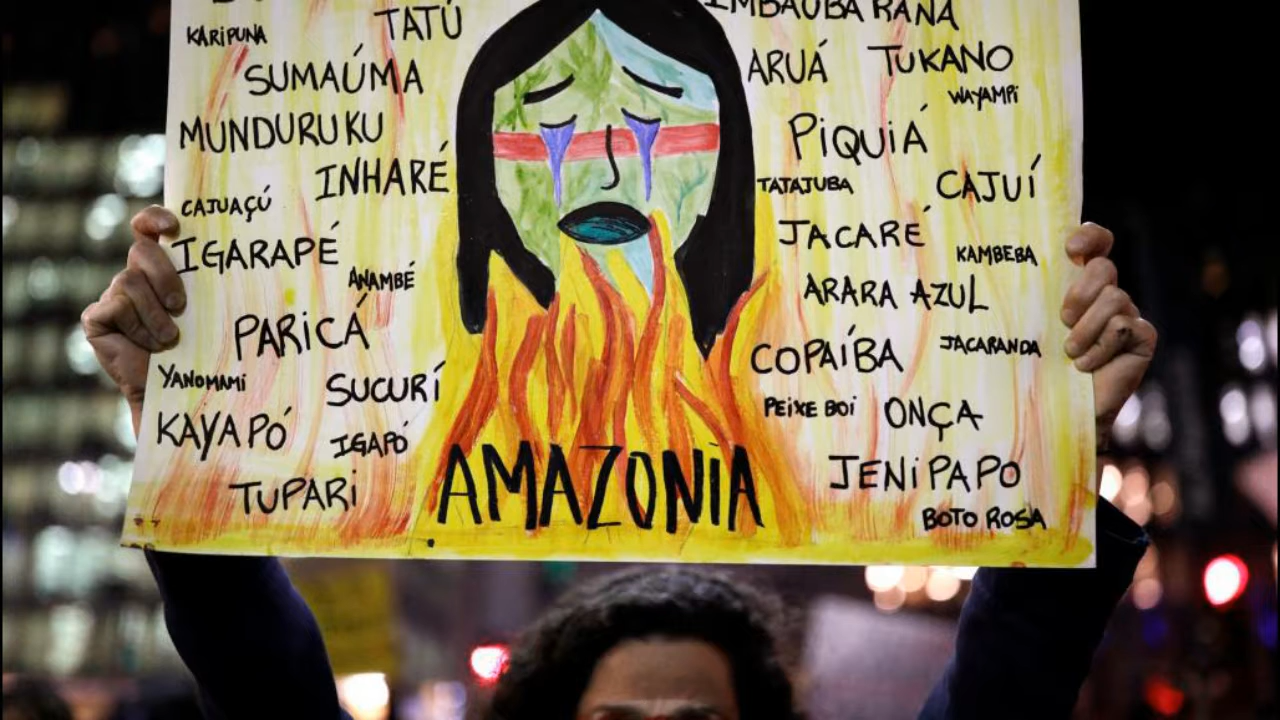 TATÚ
KARIPUNA
SUMAÚMA
MUNDURUKU
INHARÉ
CAJUAÇÚ
IGARAPÉ
ANAMBÉ
PARICÁ
YANOMAMI
SUCURÍ
KAYAPÓ
IGAPÓ
TUPARI
AMAZONIA
IMBAÚBA RANA
ARUÁ
TUKANO
WAYAMPI
PIQUIÁ
TATAJUBA
CAJUÍ
JACARÉ
KAMBEBA
ARARA AZUL
COPAÍBA
JACARANDA
PEIXE BOI
ONÇA
JENIPAPO
BOTO ROSA